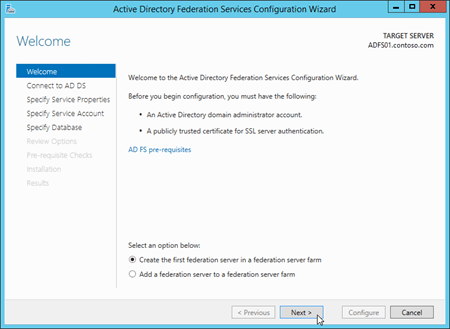 Active Directory Federation Services Configuration Wizard
Welcome
TARGET SERVER
ADFS01.contoso.com
Welcome
Connect to AD DS
Specify Service Properties
Specify Service Account
Specify Database
Review Options
Pre-requisite Checks
Installation
Results
Welcome to the Active Directory Federation Services Configuration Wizard.
Before you begin configuration, you must have the following:
• An Active Directory domain administrator account.
• A publicly trusted certificate for SSL server authentication.
AD FS pre-requisites
Select an option below:
Create the first federation server in a federation server farm
Add a federation server to a federation server farm
< Previous
Next >
Configure
Cancel